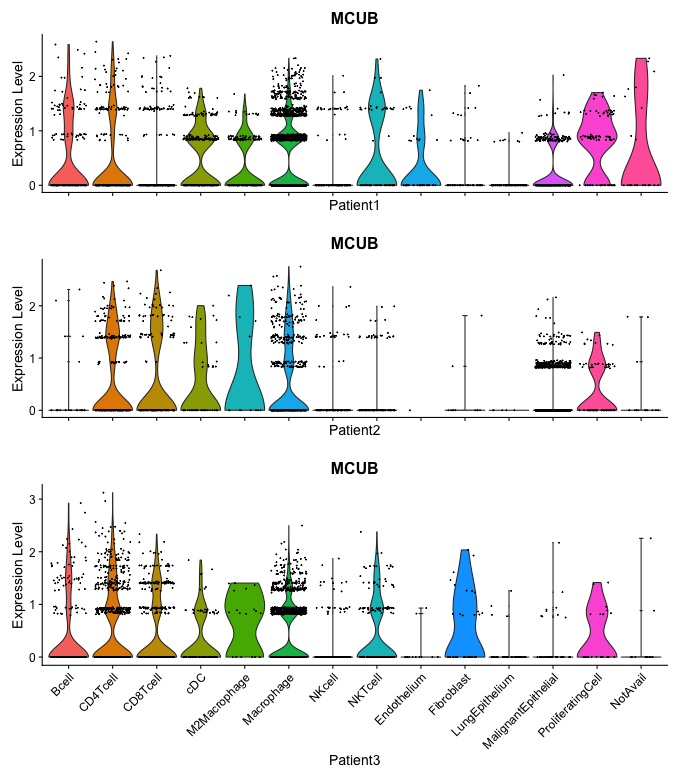 MCUB
Expression Level
2
1
0
Patient1
MCUB
Expression Level
2
1
0
Patient2
MCUB
Expression Level
3
2
1
0
Bcell
CD4Tcell
CD8Tcell
cDC
M2Macrophage
Macrophage
NKcell
NKTcell
Endothelium
Fibroblast
LungEpithelium
MalignantEpithelial
ProliferatingCell
NotAvail
Patient3